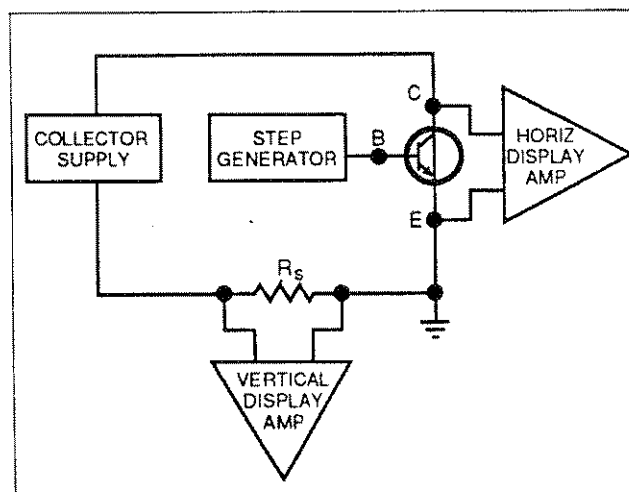 C
COLLECTOR
SUPPLY
STEP
GENERATOR
B
HORIZ
DISPLAY
AMP
E
Rs
VERTICAL
DISPLAY
AMP